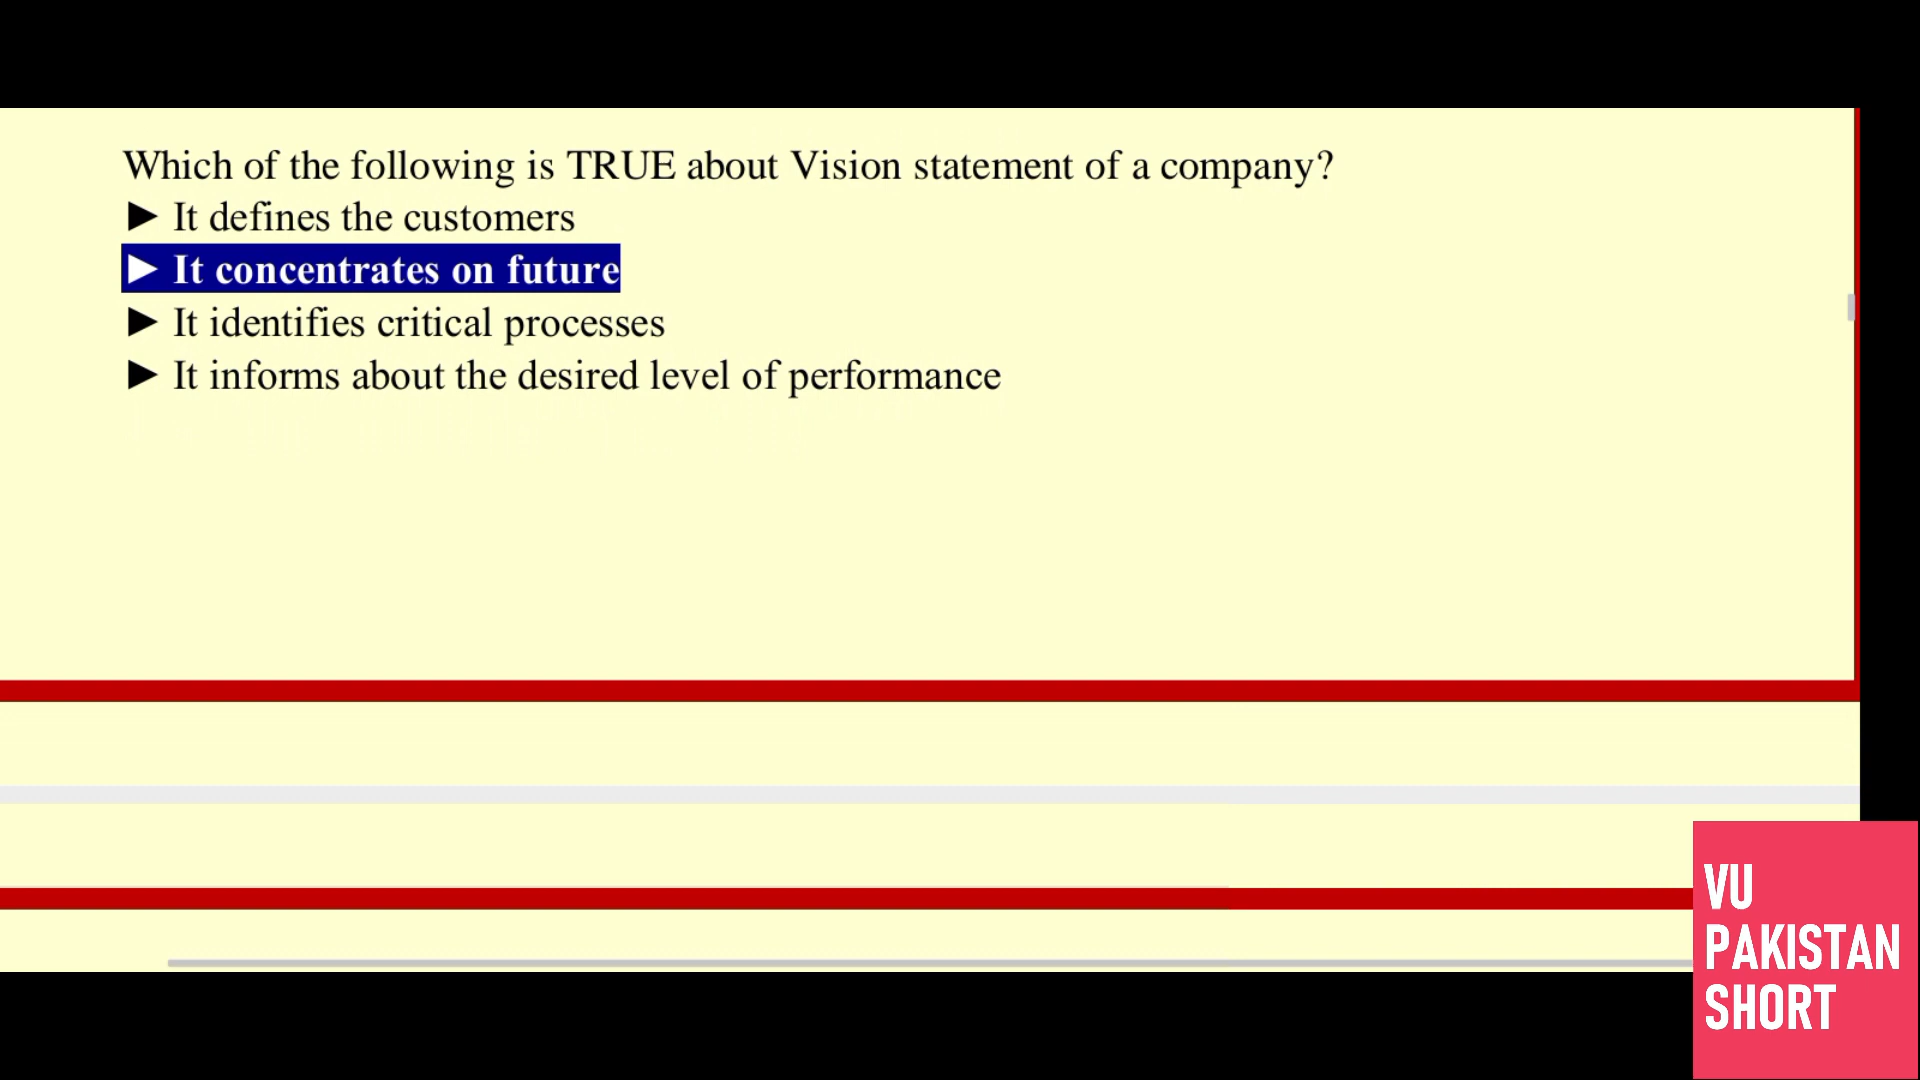 Which of the following is TRUE about Vision statement of a company?
► It defines the customers
► It concentrates on future
► It identifies critical processes
► It informs about the desired level of performance
VU
PAKISTAN
SHORT